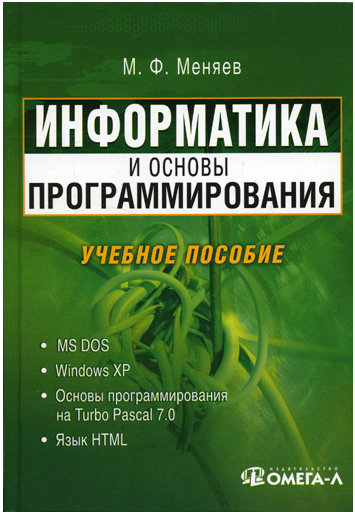 М. Ф. Меняев
ИНФОРМАТИКА
И ОСНОВЫ
ПРОГРАММИРОВАНИЯ
УЧЕБНОЕ ПОСОБИЕ
• MS DOS
• Windows XP
• Основы программирования
на Turbo Pascal 7.0
• Язык HTML
ИЗДАТЕЛЬСТВО
ОМЕГА-Л